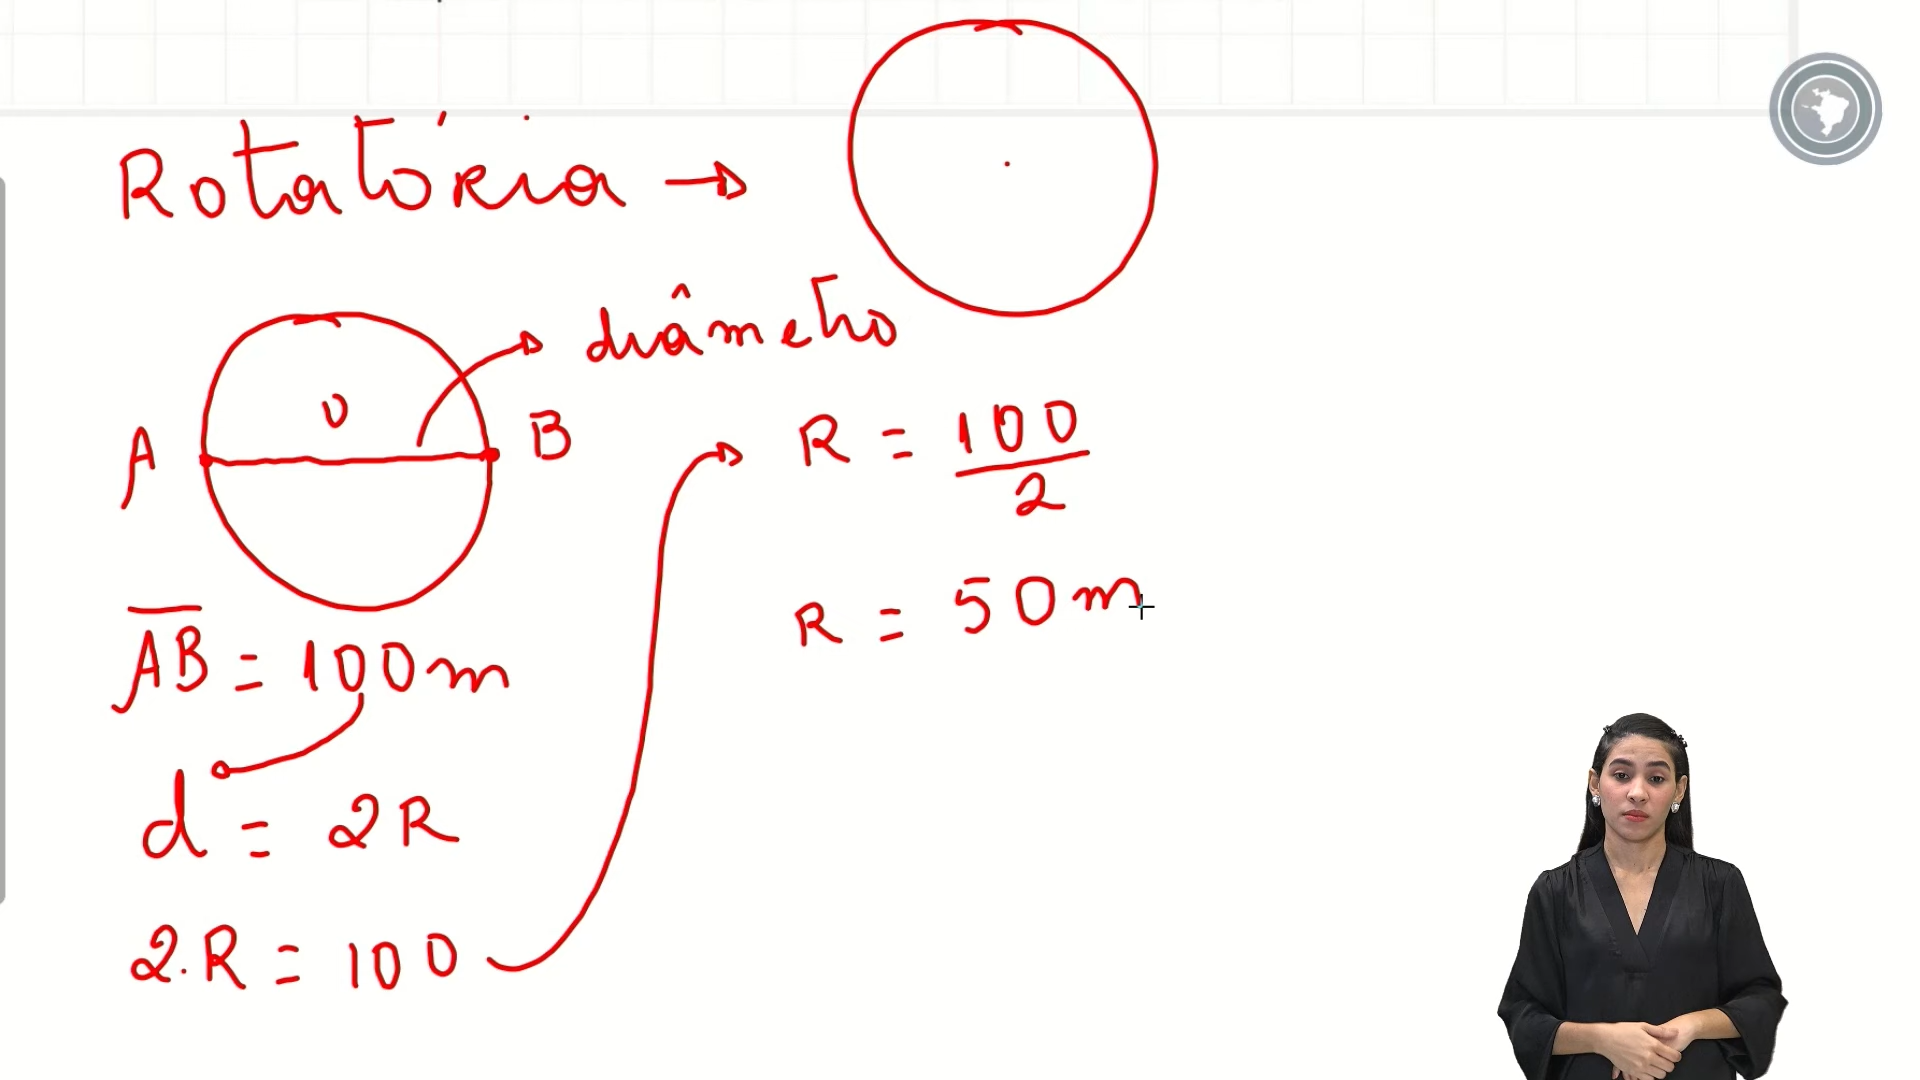 Rotatória →
diâmetro
O
A
B
AB = 100m
d = 2R
2.R = 100
R = 100/2
R = 50m